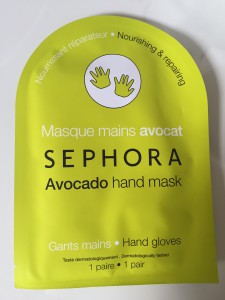 Nourrissant réparateur • Nourishing & repairing
Masque mains avocat
SEPHORA
Avocado hand mask
Gants mains • Hand gloves
Testé dermatologiquement . Dermatologically tested
1 paire • 1 pair